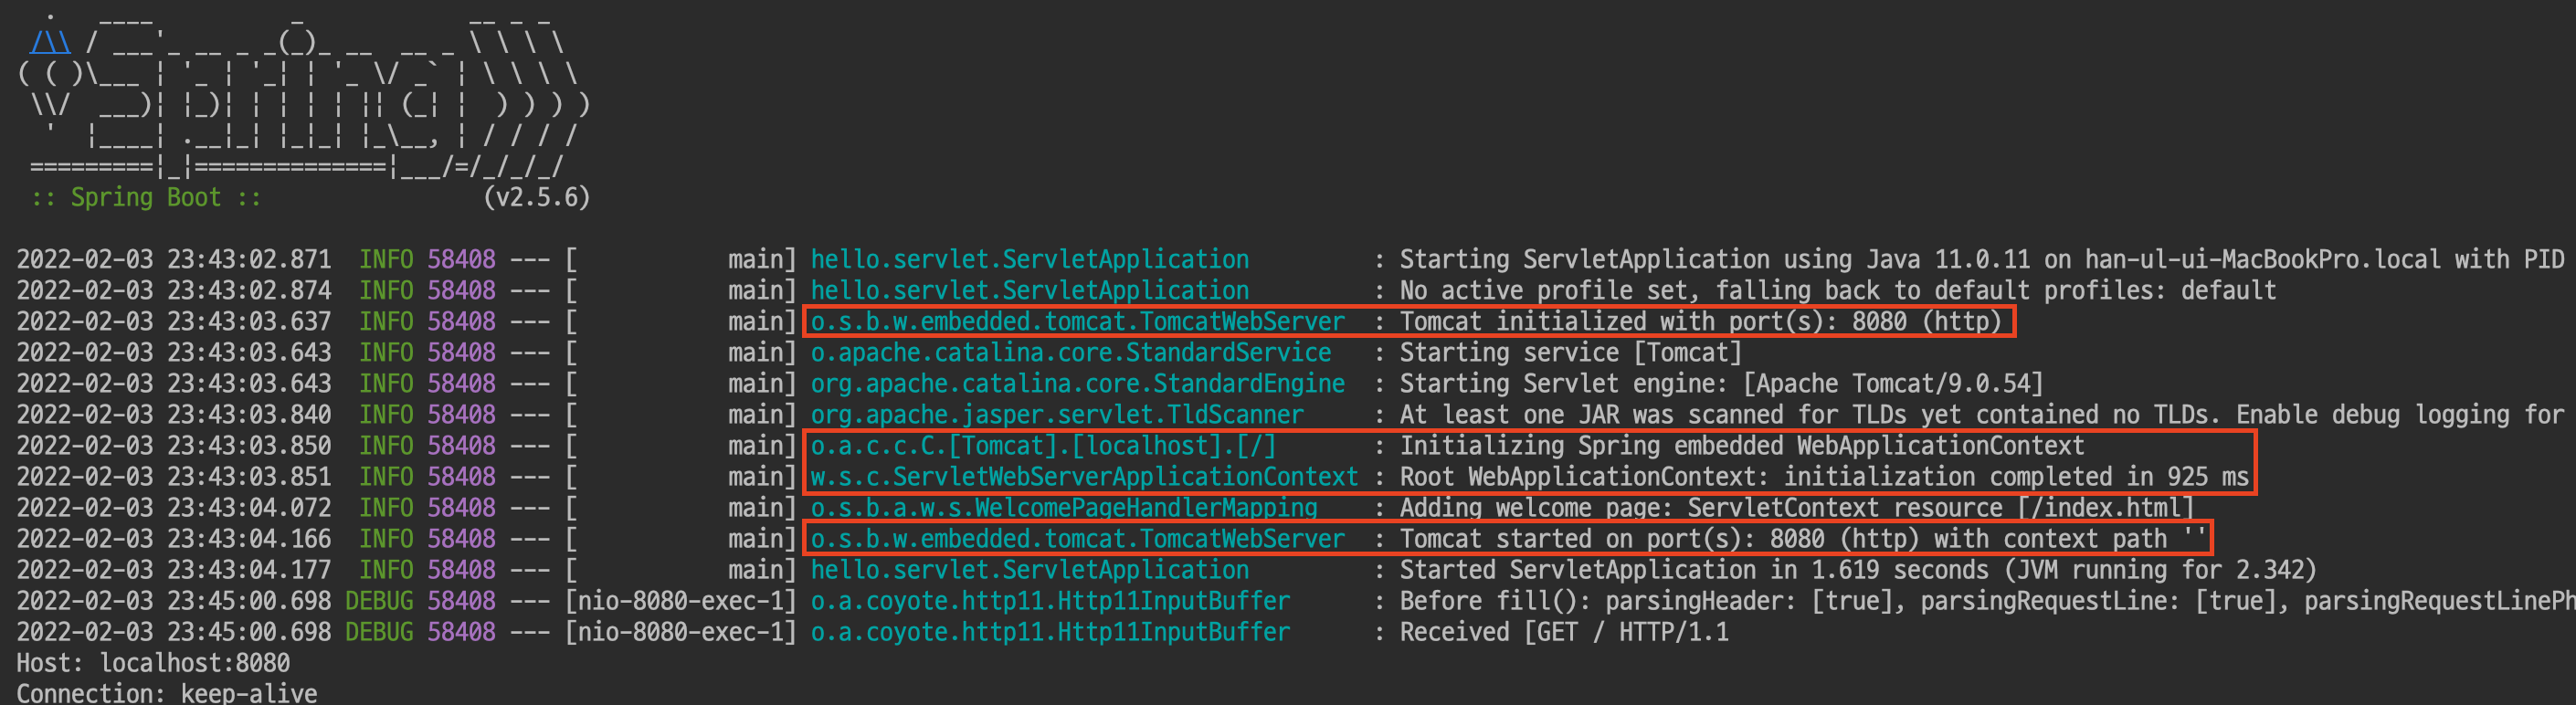 .   ____          _            __ _ _
 /\\ / ___'_ __ _ _(_)_ __  __ _ \ \ \ \
( ( )\___ | '_ | '_| | '_ \/ _` | \ \ \ \
 \\/  ___)| |_)| | | | | || (_| |  ) ) ) )
  '  |____| .__|_| |_|_| |_\__, | / / / /
 =========|_|==============|___/=/_/_/_/
 :: Spring Boot ::                (v2.5.6)
2022-02-03 23:43:02.871  INFO 58408 --- [           main] hello.servlet.ServletApplication         : Starting ServletApplication using Java 11.0.11 on han-ul-ui-MacBookPro.local with PID
2022-02-03 23:43:02.874  INFO 58408 --- [           main] hello.servlet.ServletApplication         : No active profile set, falling back to default profiles: default
2022-02-03 23:43:03.637  INFO 58408 --- [           main] o.s.b.w.embedded.tomcat.TomcatWebServer  : Tomcat initialized with port(s): 8080 (http)
2022-02-03 23:43:03.643  INFO 58408 --- [           main] o.apache.catalina.core.StandardService   : Starting service [Tomcat]
2022-02-03 23:43:03.643  INFO 58408 --- [           main] org.apache.catalina.core.StandardEngine  : Starting Servlet engine: [Apache Tomcat/9.0.54]
2022-02-03 23:43:03.840  INFO 58408 --- [           main] org.apache.jasper.servlet.TldScanner     : At least one JAR was scanned for TLDs yet contained no TLDs. Enable debug logging for
2022-02-03 23:43:03.850  INFO 58408 --- [           main] o.a.c.c.C.[Tomcat].[localhost].[/]       : Initializing Spring embedded WebApplicationContext
2022-02-03 23:43:03.851  INFO 58408 --- [           main] w.s.c.ServletWebServerApplicationContext : Root WebApplicationContext: initialization completed in 925 ms
2022-02-03 23:43:04.072  INFO 58408 --- [           main] o.s.b.a.w.s.WelcomePageHandlerMapping    : Adding welcome page: ServletContext resource [/index.html]
2022-02-03 23:43:04.166  INFO 58408 --- [           main] o.s.b.w.embedded.tomcat.TomcatWebServer  : Tomcat started on port(s): 8080 (http) with context path ''
2022-02-03 23:43:04.177  INFO 58408 --- [           main] hello.servlet.ServletApplication         : Started ServletApplication in 1.619 seconds (JVM running for 2.342)
2022-02-03 23:45:00.698 DEBUG 58408 --- [nio-8080-exec-1] o.a.coyote.http11.Http11InputBuffer      : Before fill(): parsingHeader: [true], parsingRequestLine: [true], parsingRequestLinePh
2022-02-03 23:45:00.698 DEBUG 58408 --- [nio-8080-exec-1] o.a.coyote.http11.Http11InputBuffer      : Received [GET / HTTP/1.1
Host: localhost:8080
Connection: keep-alive